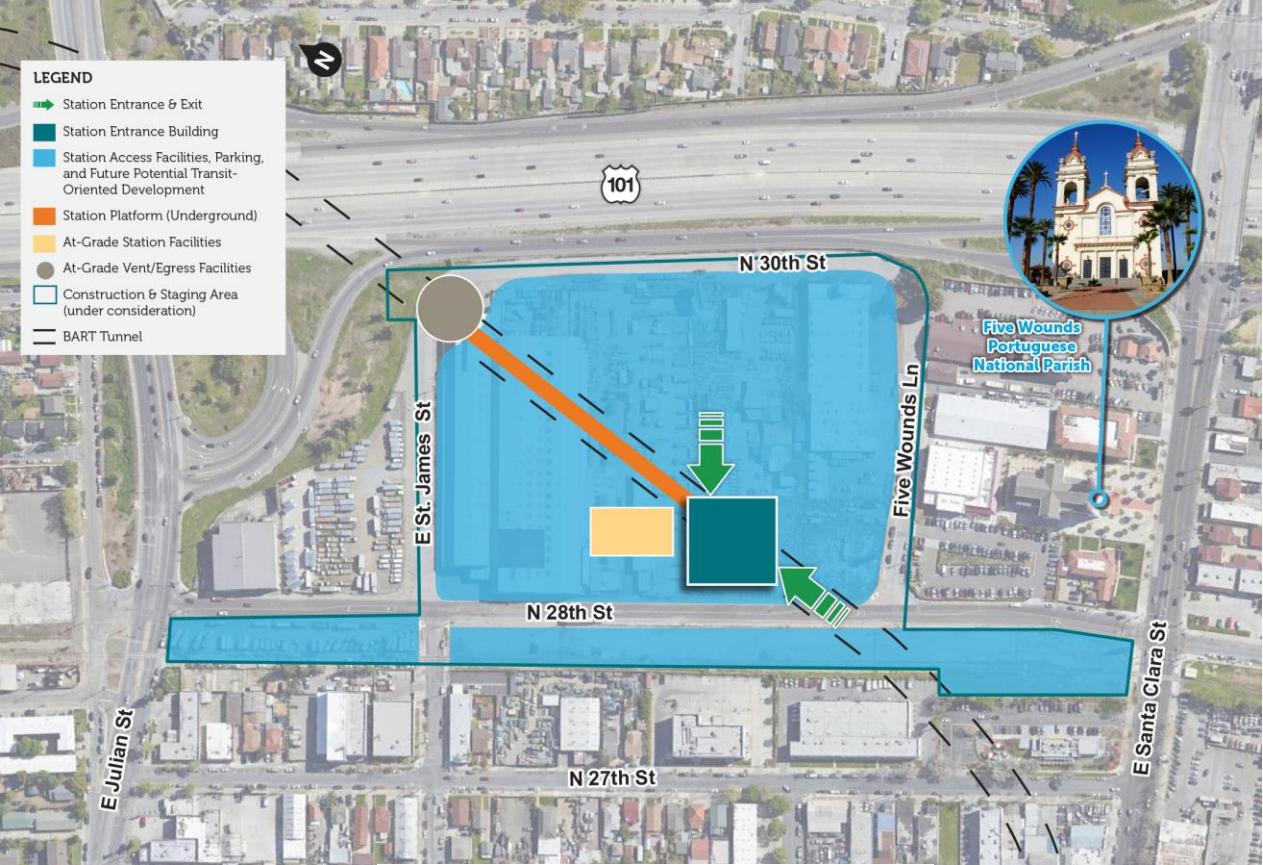 N
LEGEND
Station Entrance & Exit
Station Entrance Building
Station Access Facilities, Parking,
and Future Potential Transit-
Oriented Development
Station Platform (Underground)
At-Grade Station Facilities
At-Grade Vent/Egress Facilities
Construction & Staging Area
(under consideration)
BART Tunnel
101
N 30th St
Five Wounds
Portuguese
National Parish
Five Wounds Ln
E St. James St
N 28th St
E Santa Clara St
E Julian St
N 27th St